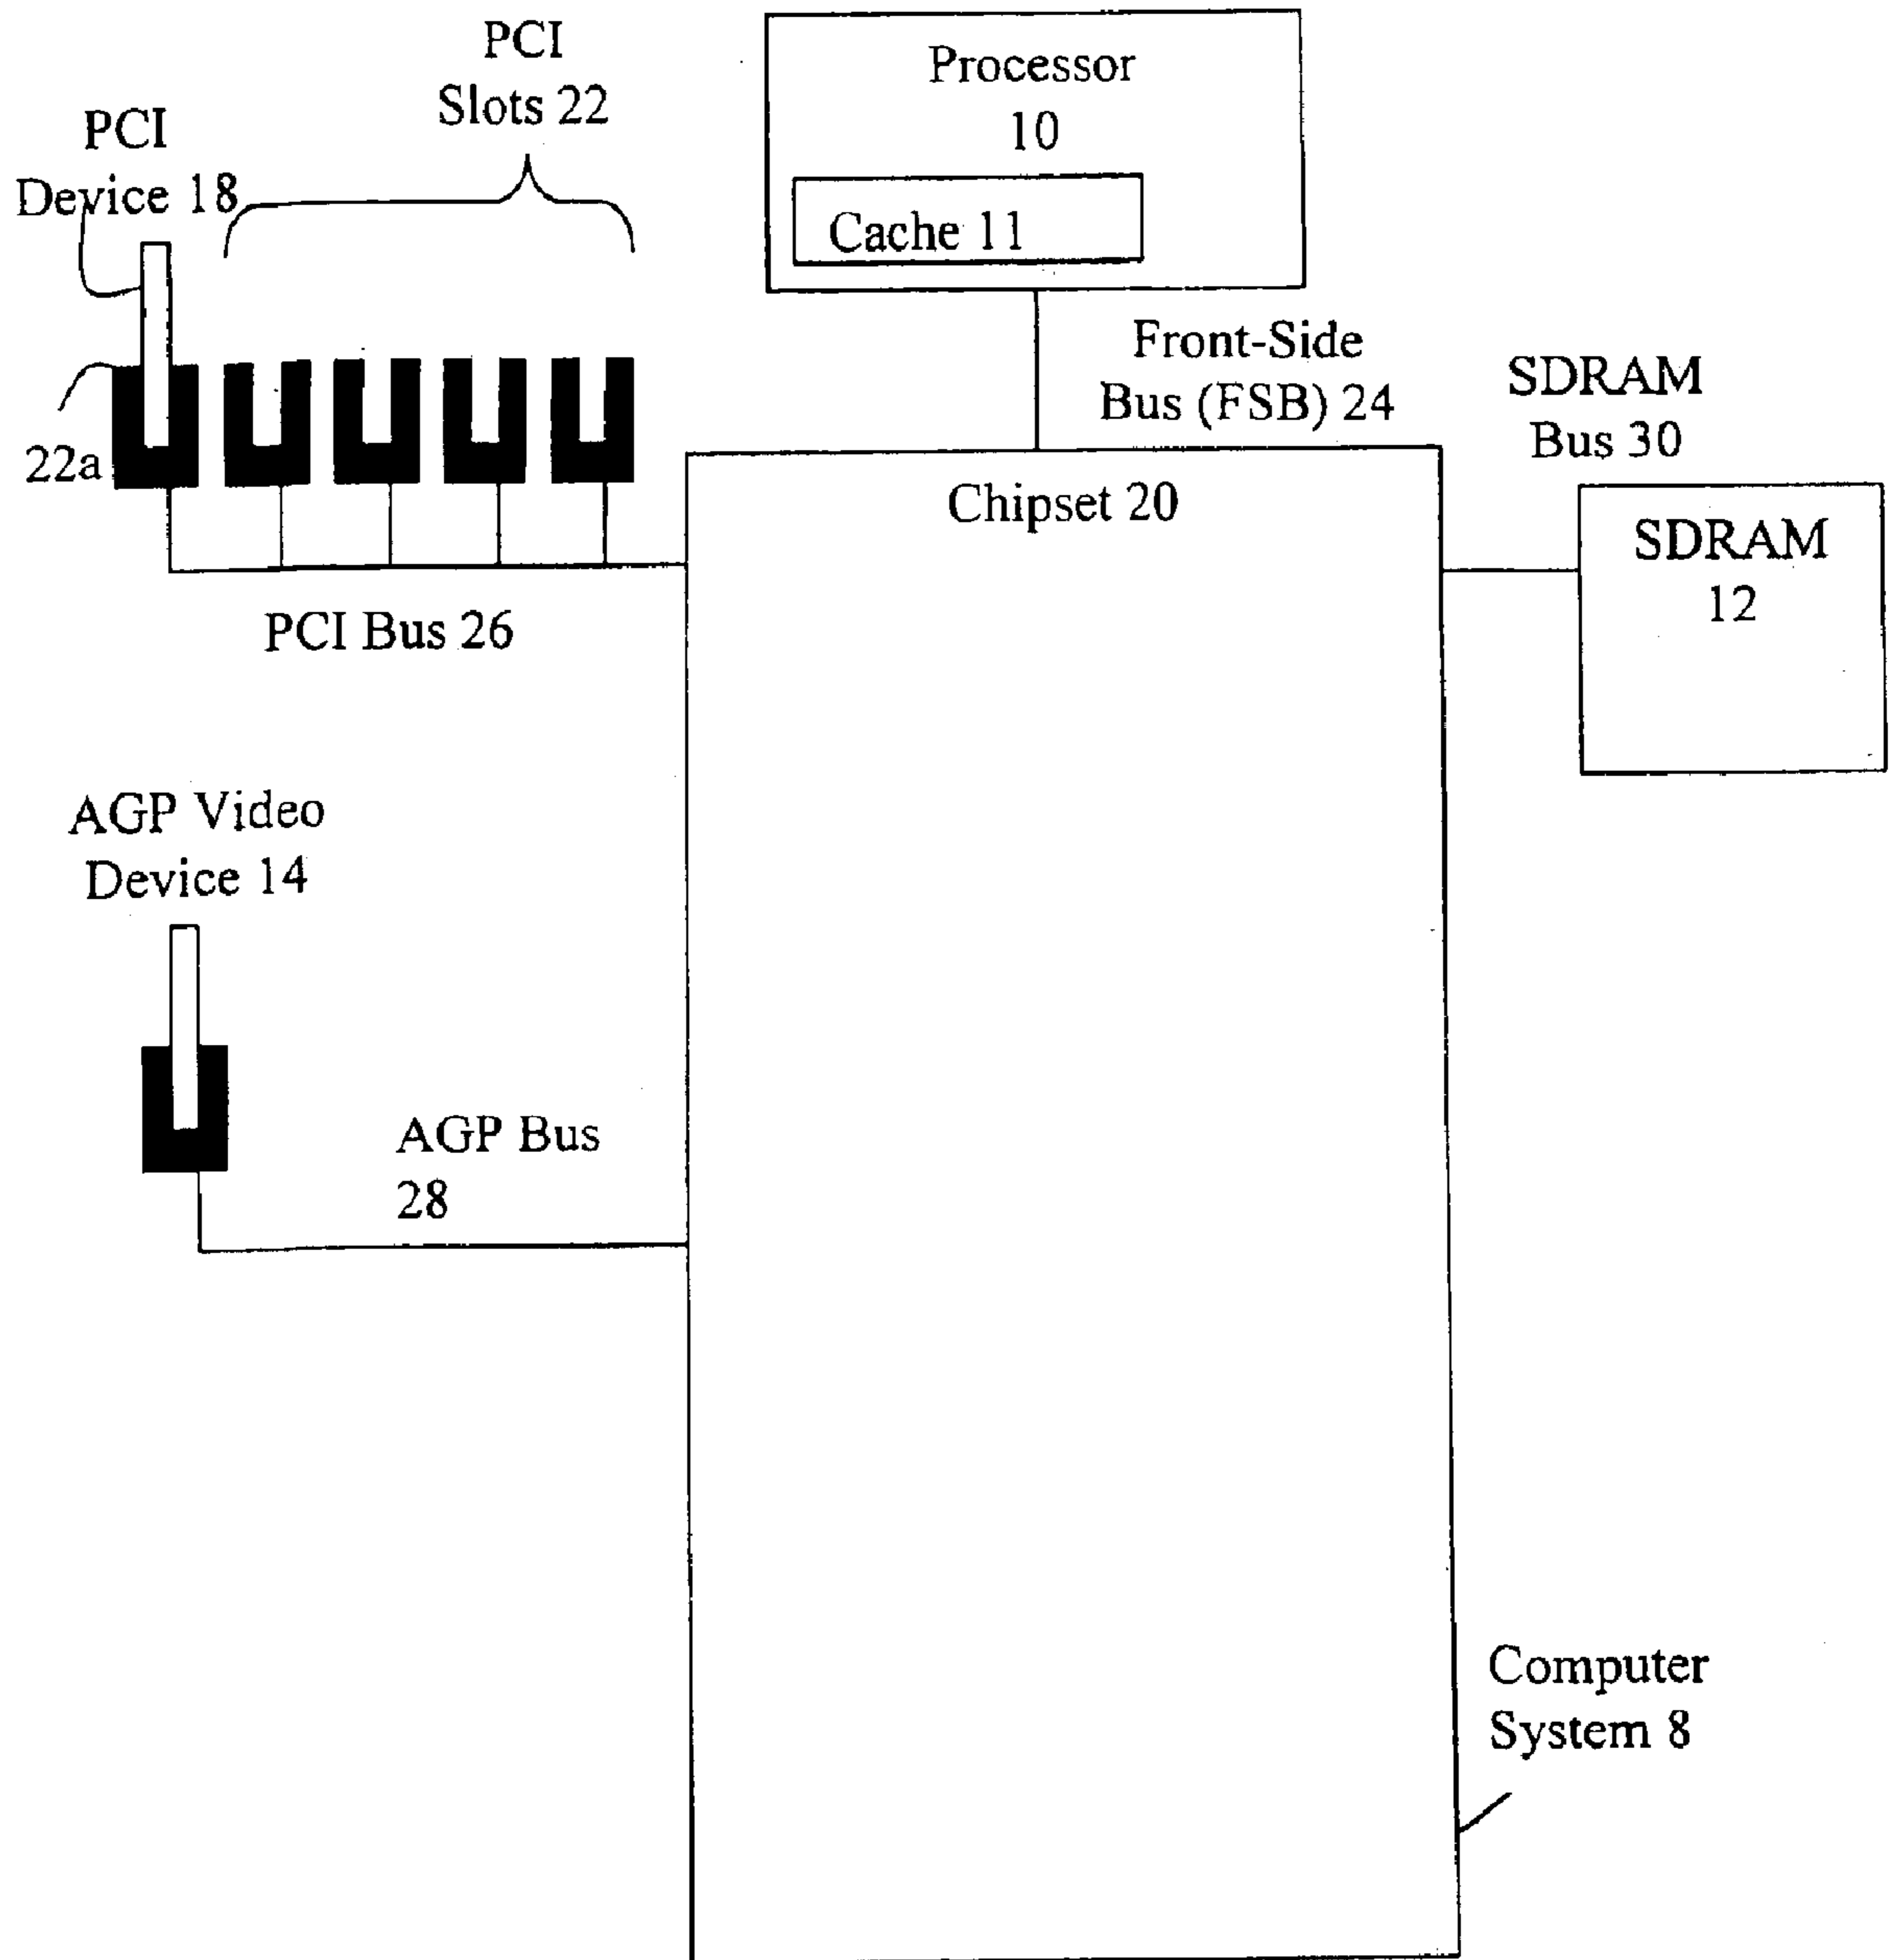 PCI
Slots 22
PCI
Device 18
22a
PCI Bus 26
Processor
10
Cache 11
Front-Side
Bus (FSB) 24
SDRAM
Bus 30
Chipset 20
SDRAM
12
AGP Video
Device 14
AGP Bus
28
Computer
System 8